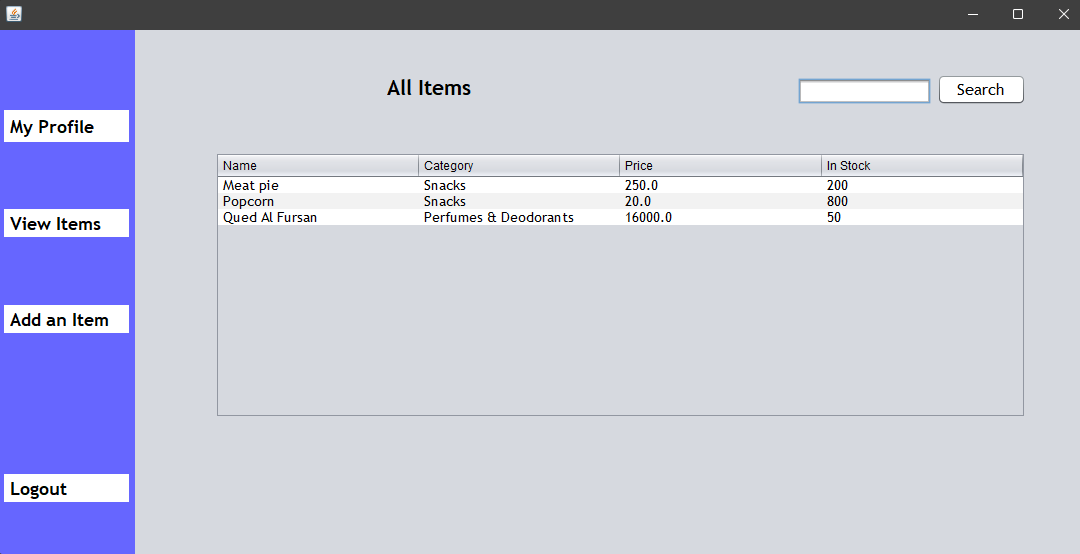 All Items
Search
My Profile
View Items
Add an Item
Logout
Name Category Price In Stock
Meat pie Snacks 250.0 200
Popcorn Snacks 20.0 800
Qued Al Fursan Perfumes & Deodorants 16000.0 50